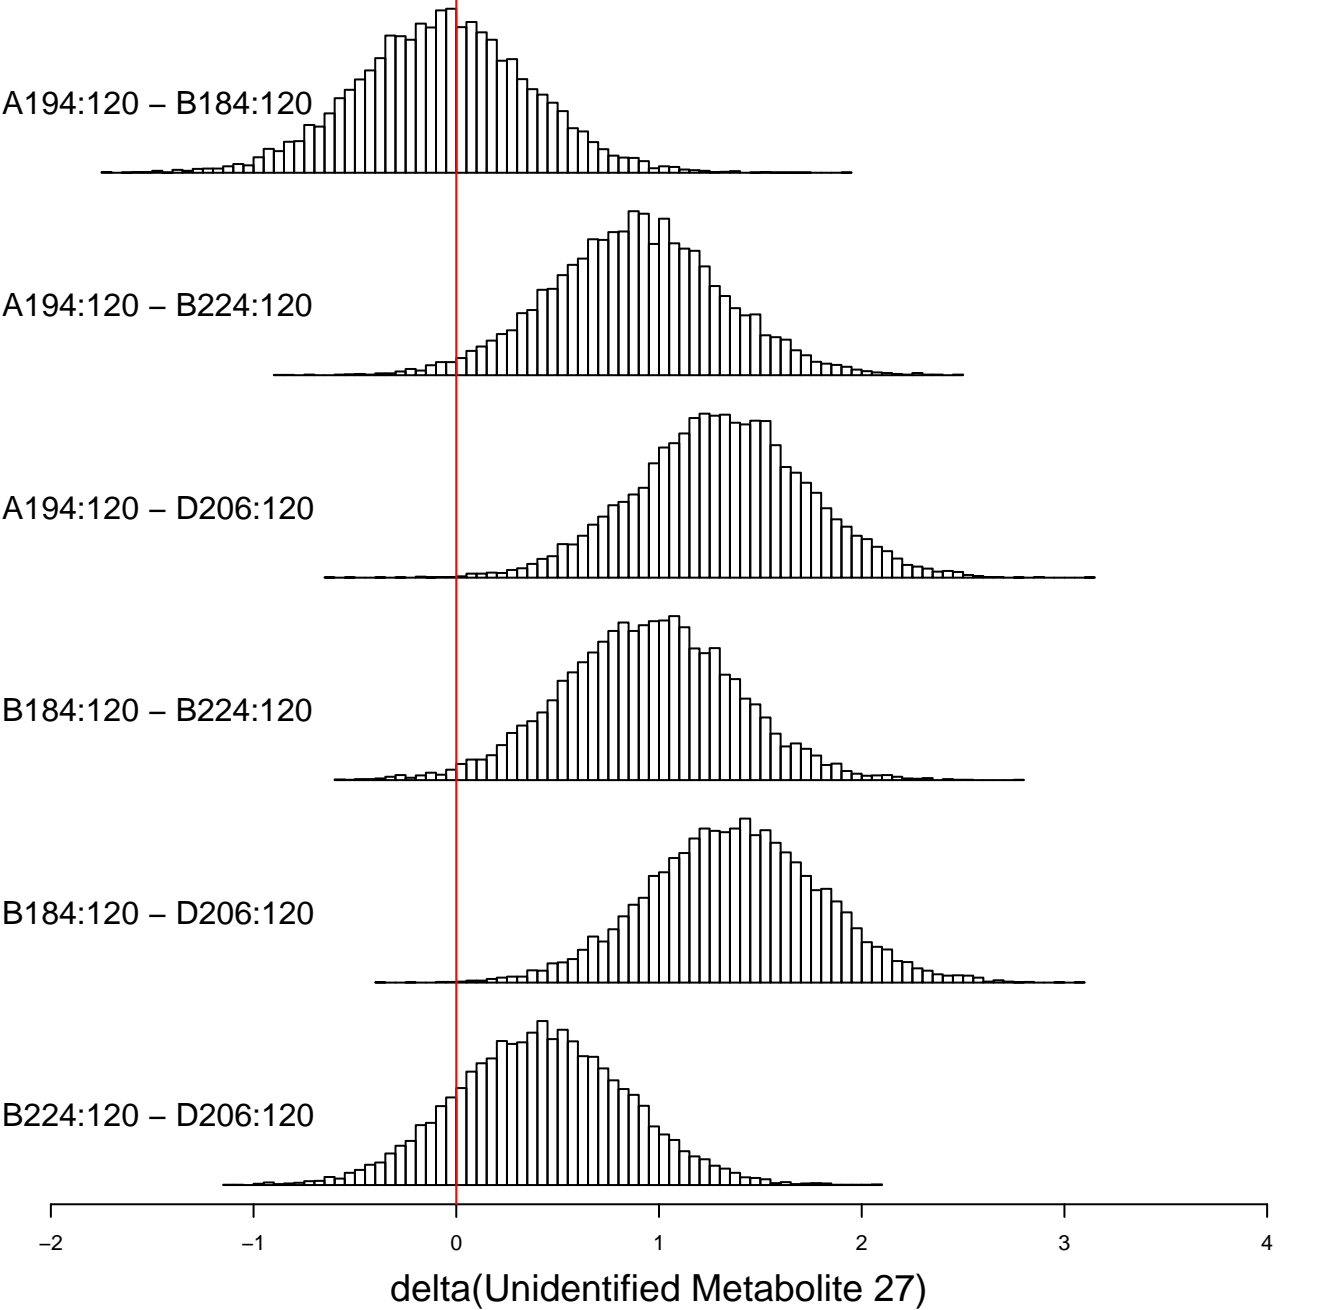 A194:120 – B184:120
A194:120 – B224:120
A194:120 – D206:120
B184:120 – B224:120
B184:120 – D206:120
B224:120 – D206:120
–2 –1 0 1 2 3 4
delta(Unidentified Metabolite 27)